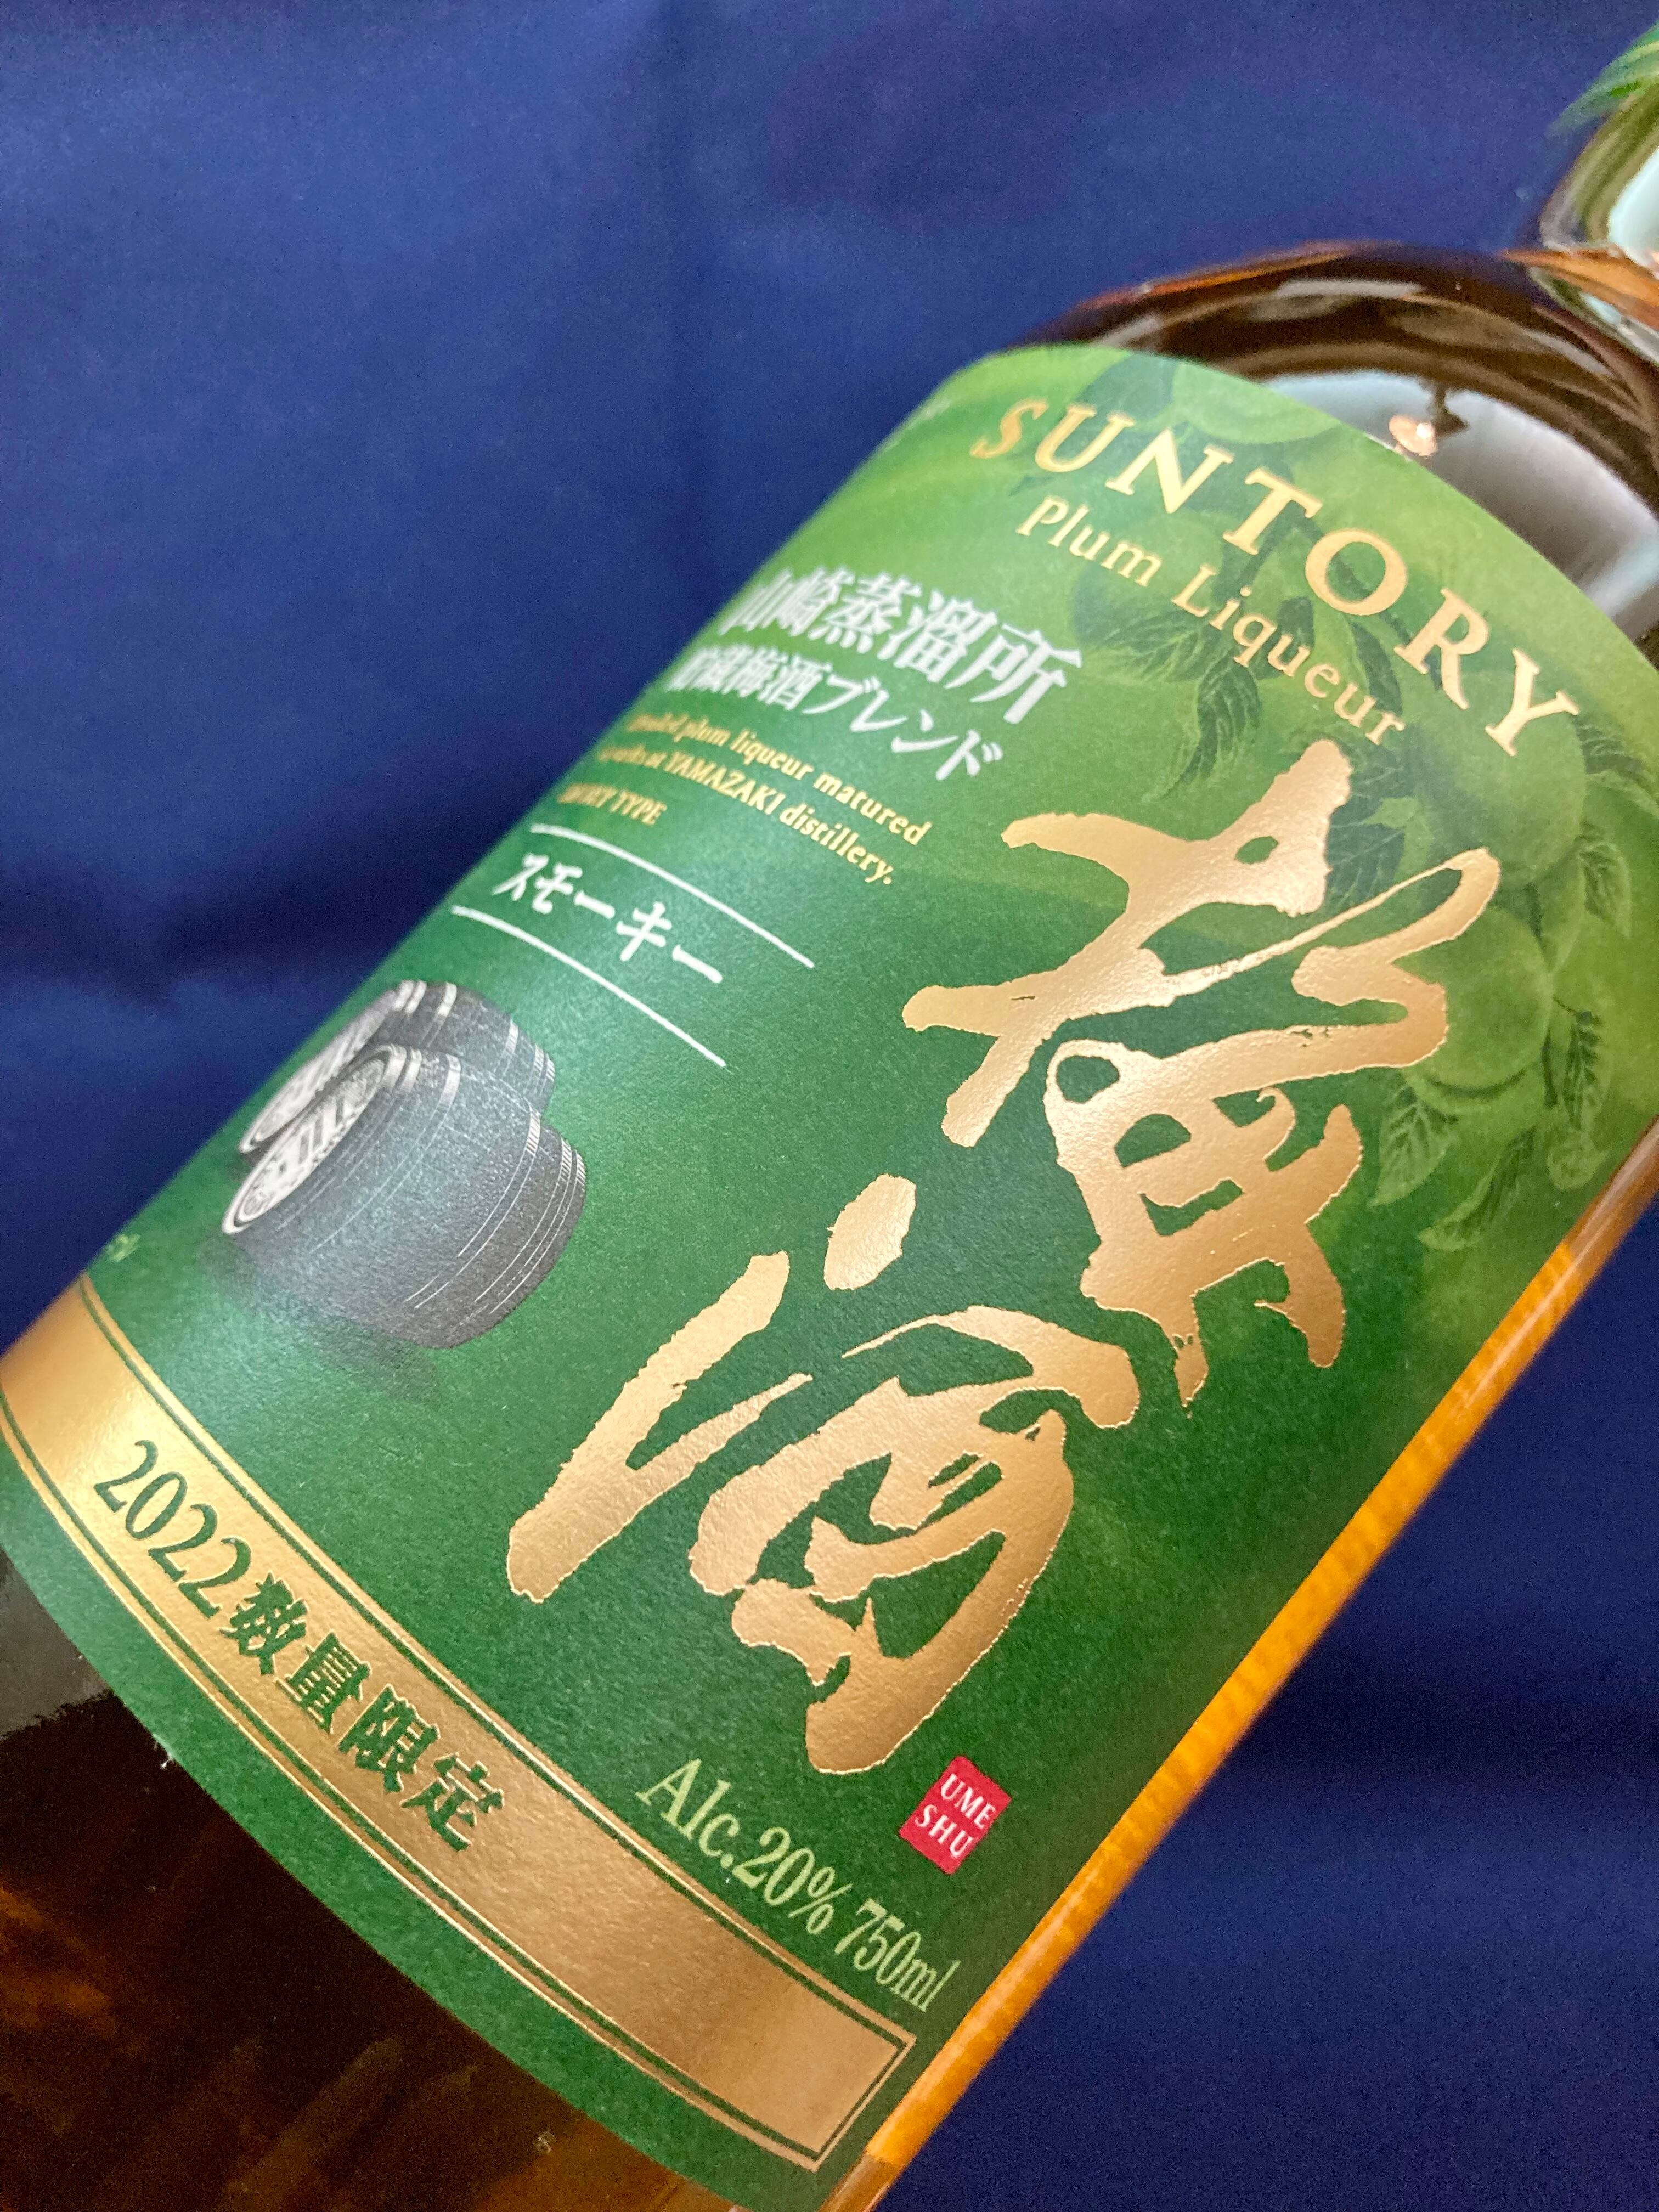 SUNTORY
Plum Liqueur
山崎蒸溜所
貯蔵梅酒ブレンド
plum liqueur matured
at YAMAZAKI distillery.
TYPE
スモーキー
梅酒
UME
SHU
Alc.20% 750ml
2022数量限定